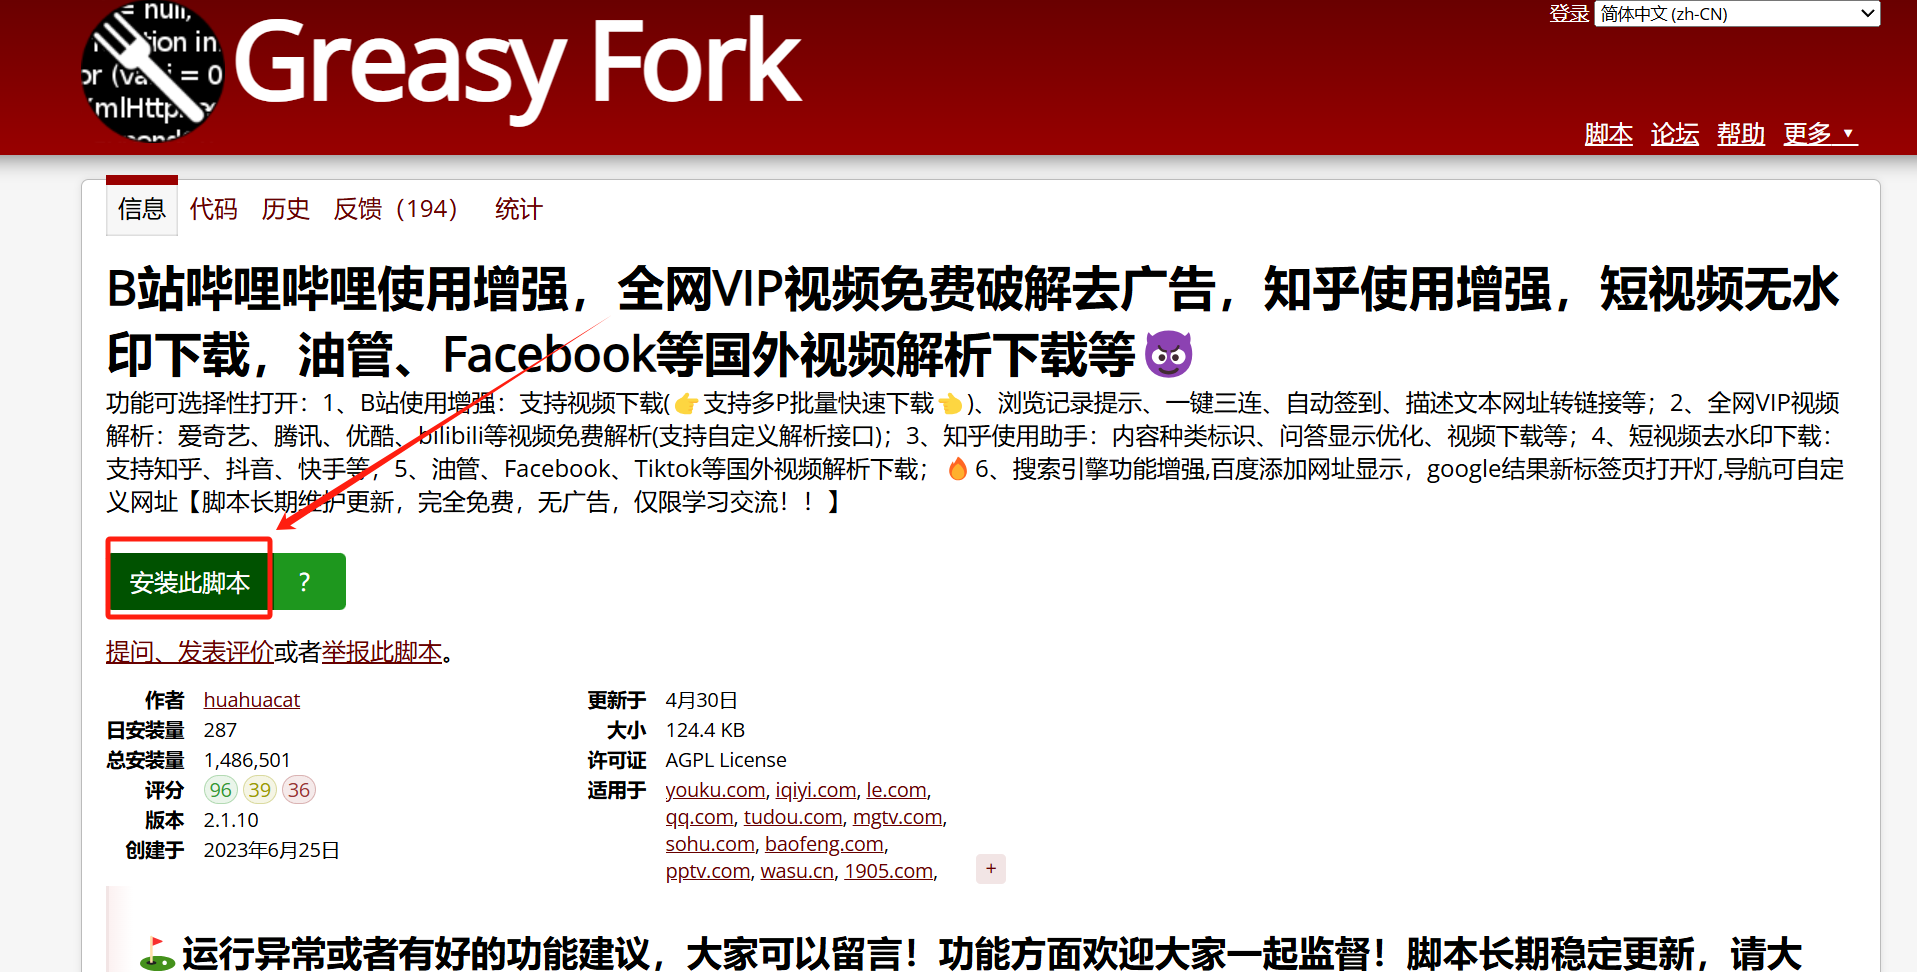 = null,
tion in
or (va i = 0
mlHttp
Greasy Fork
登录 简体中文 (zh-CN)
脚本 论坛 帮助 更多 ▼
信息 代码 历史 反馈（194） 统计
B站哔哩哔哩使用增强，全网VIP视频免费破解去广告，知乎使用增强，短视频无水
印下载，油管、Facebook等国外视频解析下载等😈
功能可选择性打开：1、B站使用增强：支持视频下载(👉支持多P批量快速下载👈)、浏览记录提示、一键三连、自动签到、描述文本网址转链接等；2、全网VIP视频
解析：爱奇艺、腾讯、优酷、bilibili等视频免费解析(支持自定义解析接口)；3、知乎使用助手：内容种类标识、问答显示优化、视频下载等；4、短视频去水印下载：
支持知乎、抖音、快手等；5、油管、Facebook、Tiktok等国外视频解析下载；🔥6、搜索引擎功能增强,百度添加网址显示，google结果新标签页打开灯,导航可自定
义网址【脚本长期维护更新，完全免费，无广告，仅限学习交流！！】
安装此脚本 ?
提问、发表评价或者举报此脚本。
作者 huahuacat
日安装量 287
总安装量 1,486,501
评分 96 39 36
版本 2.1.10
创建于 2023年6月25日
更新于 4月30日
大小 124.4 KB
许可证 AGPL License
适用于 youku.com, iqiyi.com, le.com,
qq.com, tudou.com, mgtv.com,
sohu.com, baofeng.com,
pptv.com, wasu.cn, 1905.com,
+
⛳运行异常或者有好的功能建议，大家可以留言！功能方面欢迎大家一起监督！脚本长期稳定更新，请大